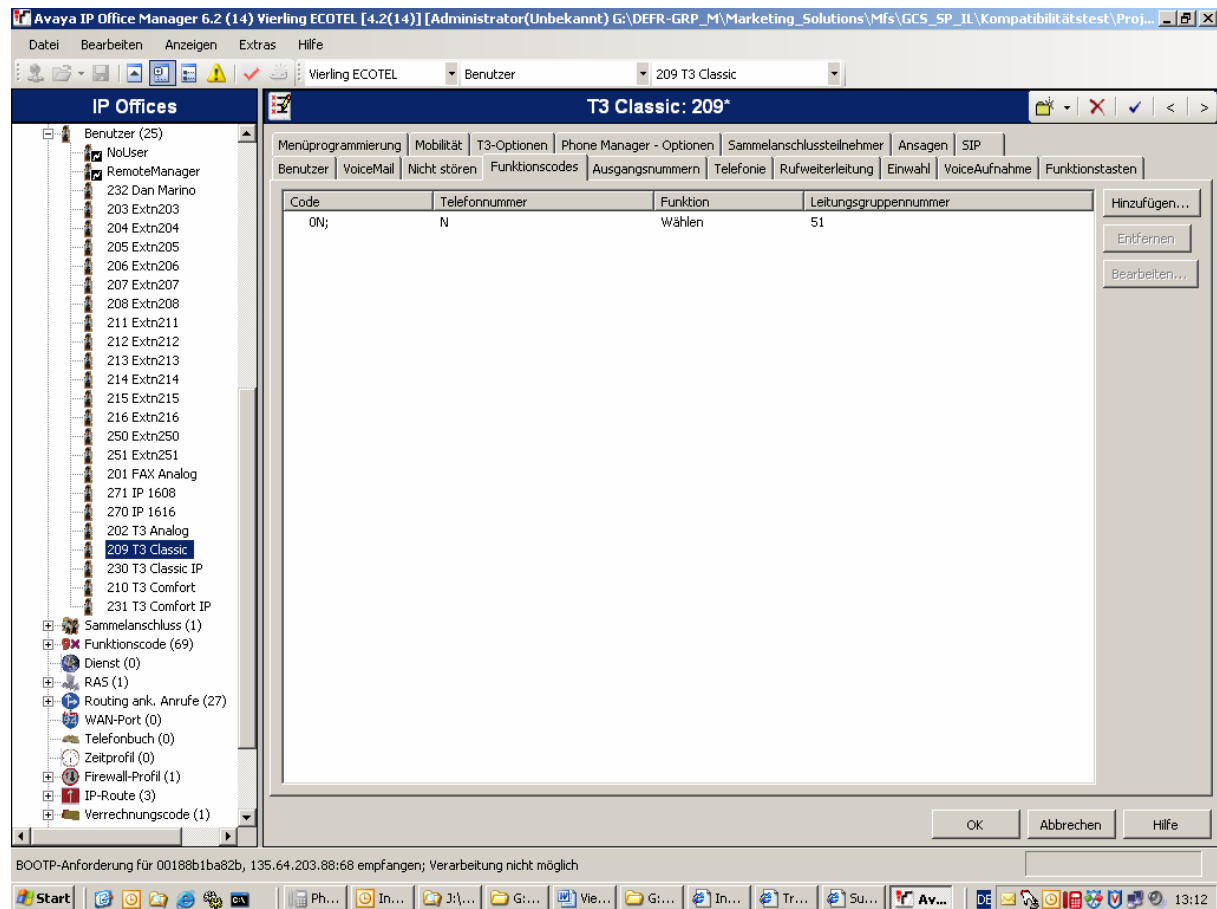 Avaya IP Office Manager 6.2 (14) Vierling ECOTEL [4.2(14)] [Administrator(Unbekannt) G:\DEFR-GRP_M\Marketing_Solutions\Mfs\GCS_SP_IL\Kompatibilitätstest\Proj...
Datei Bearbeiten Anzeigen Extras Hilfe
Vierling ECOTEL Benutzer 209 T3 Classic
IP Offices
T3 Classic: 209*
Benutzer (25)
NoUser
RemoteManager
232 Dan Marino
203 Extn203
204 Extn204
205 Extn205
206 Extn206
207 Extn207
208 Extn208
211 Extn211
212 Extn212
213 Extn213
214 Extn214
215 Extn215
216 Extn216
250 Extn250
251 Extn251
201 FAX Analog
271 IP 1608
270 IP 1616
202 T3 Analog
209 T3 Classic
230 T3 Classic IP
210 T3 Comfort
231 T3 Comfort IP
Sammelanschluss (1)
Funktionscode (69)
Dienst (0)
RAS (1)
Routing ank. Anrufe (27)
WAN-Port (0)
Telefonbuch (0)
Zeitprofil (0)
Firewall-Profil (1)
IP-Route (3)
Verrechnungscode (1)
Menüprogrammierung Mobilität T3-Optionen Phone Manager - Optionen Sammelanschlussteilnehmer Ansagen SIP
Benutzer VoiceMail Nicht stören Funktionscodes Ausgangsnummern Telefonie Rufweiterleitung Einwahl VoiceAufnahme Funktionstasten
Code Telefonnummer Funktion Leitungsgruppennummer
0N; N Wählen 51
Hinzufügen...
Entfernen
Bearbeiten...
OK Abbrechen Hilfe
BOOTP-Anforderung für 00188b1ba82b, 135.64.203.88:68 empfangen; Verarbeitung nicht möglich
Start Ph... In... J:\... G:... Vie... G:... In... Tr... Su... Av... DE 13:12